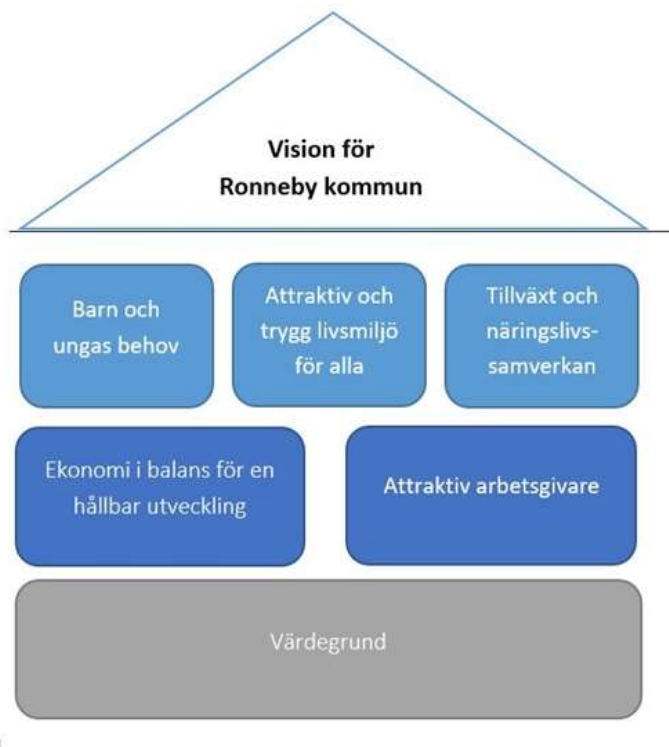 Vision för
Ronneby kommun
Barn och
ungas behov
Attraktiv och
trygg livsmiljö
för alla
Tillväxt och
näringslivs-
samverkan
Ekonomi i balans för en
hållbar utveckling
Attraktiv arbetsgivare
Värdegrund